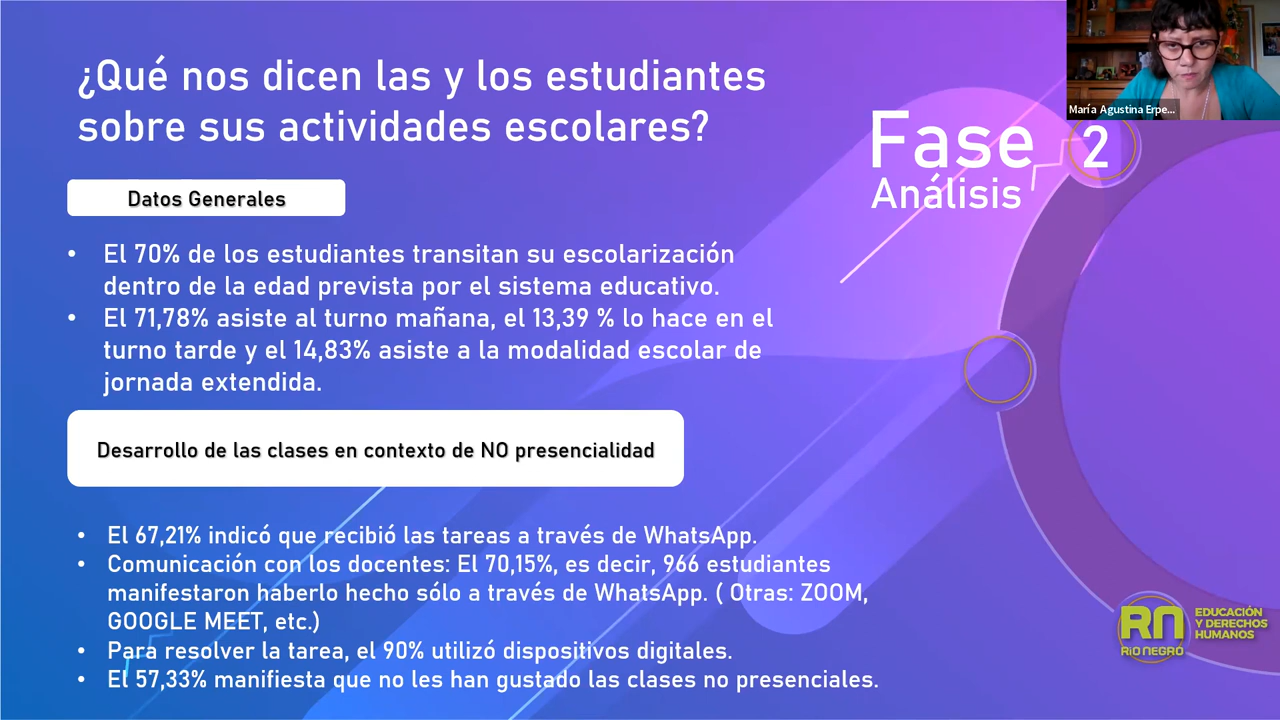 ¿Qué nos dicen las y los estudiantes
sobre sus actividades escolares?
Fase 2
Análisis
María Agustina Erpe...
Datos Generales
• El 70% de los estudiantes transitan su escolarización
dentro de la edad prevista por el sistema educativo.
• El 71,78% asiste al turno mañana, el 13,39 % lo hace en el
turno tarde y el 14,83% asiste a la modalidad escolar de
jornada extendida.
Desarrollo de las clases en contexto de NO presencialidad
• El 67,21% indicó que recibió las tareas a través de WhatsApp.
• Comunicación con los docentes: El 70,15%, es decir, 966 estudiantes
manifestaron haberlo hecho sólo a través de WhatsApp. ( Otras: ZOOM,
GOOGLE MEET, etc.)
• Para resolver la tarea, el 90% utilizó dispositivos digitales.
• El 57,33% manifiesta que no les han gustado las clases no presenciales.
RN
RÍO NEGRO
EDUCACIÓN
Y DERECHOS
HUMANOS